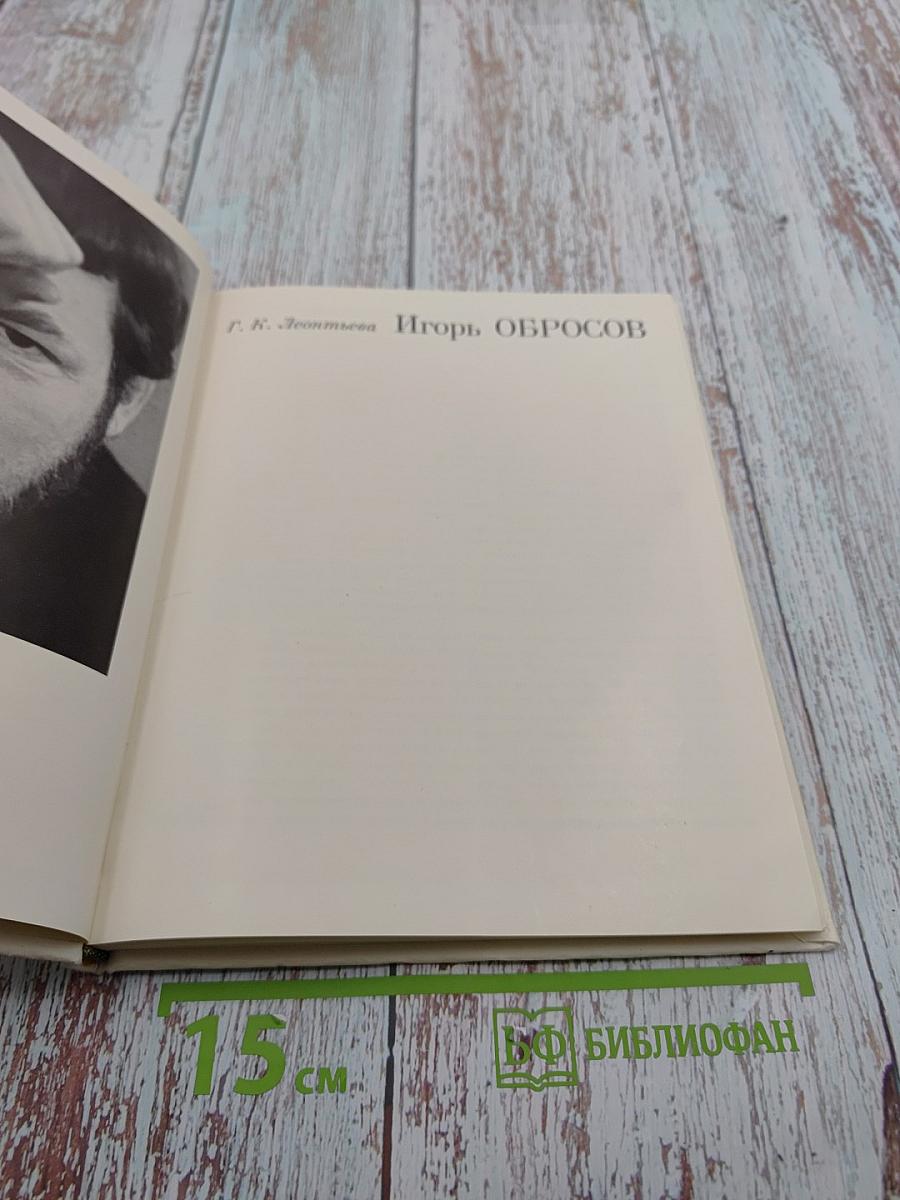 Г. К. Леонтьева Игорь ОБРОСОВ
15 см
БФ БИБЛИОФАН